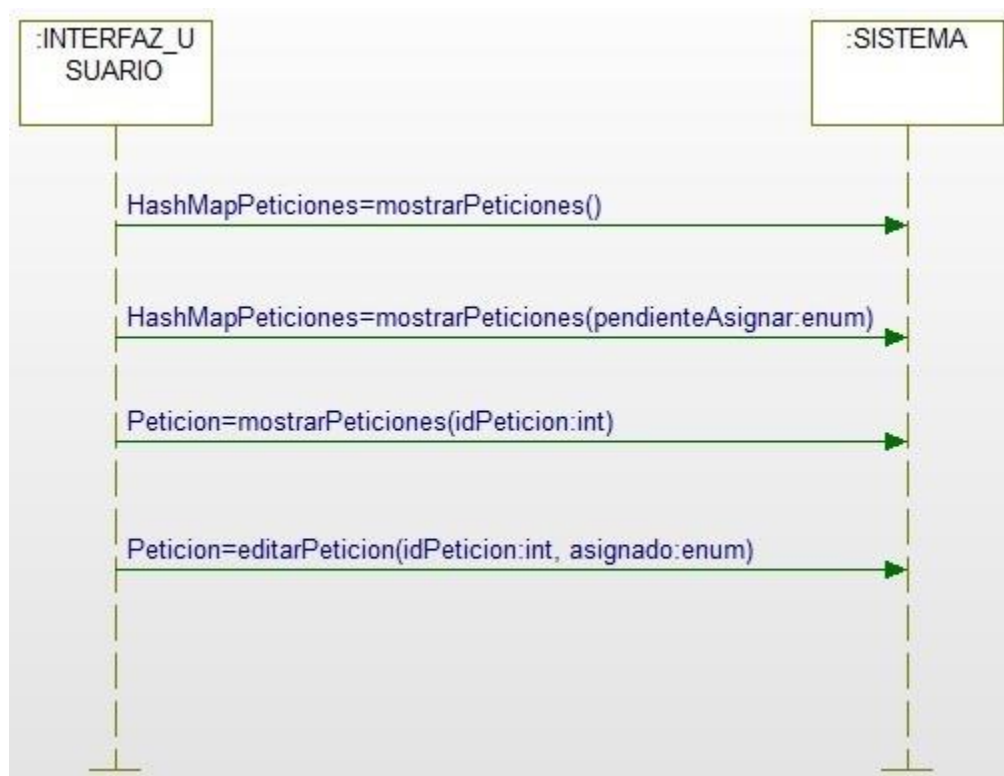 :INTERFAZ_U
SUARIO
:SISTEMA
HashMapPeticiones=mostrarPeticiones()
HashMapPeticiones=mostrarPeticiones(pendienteAsignar:enum)
Peticion=mostrarPeticiones(idPeticion:int)
Peticion=editarPeticion(idPeticion:int, asignado:enum)